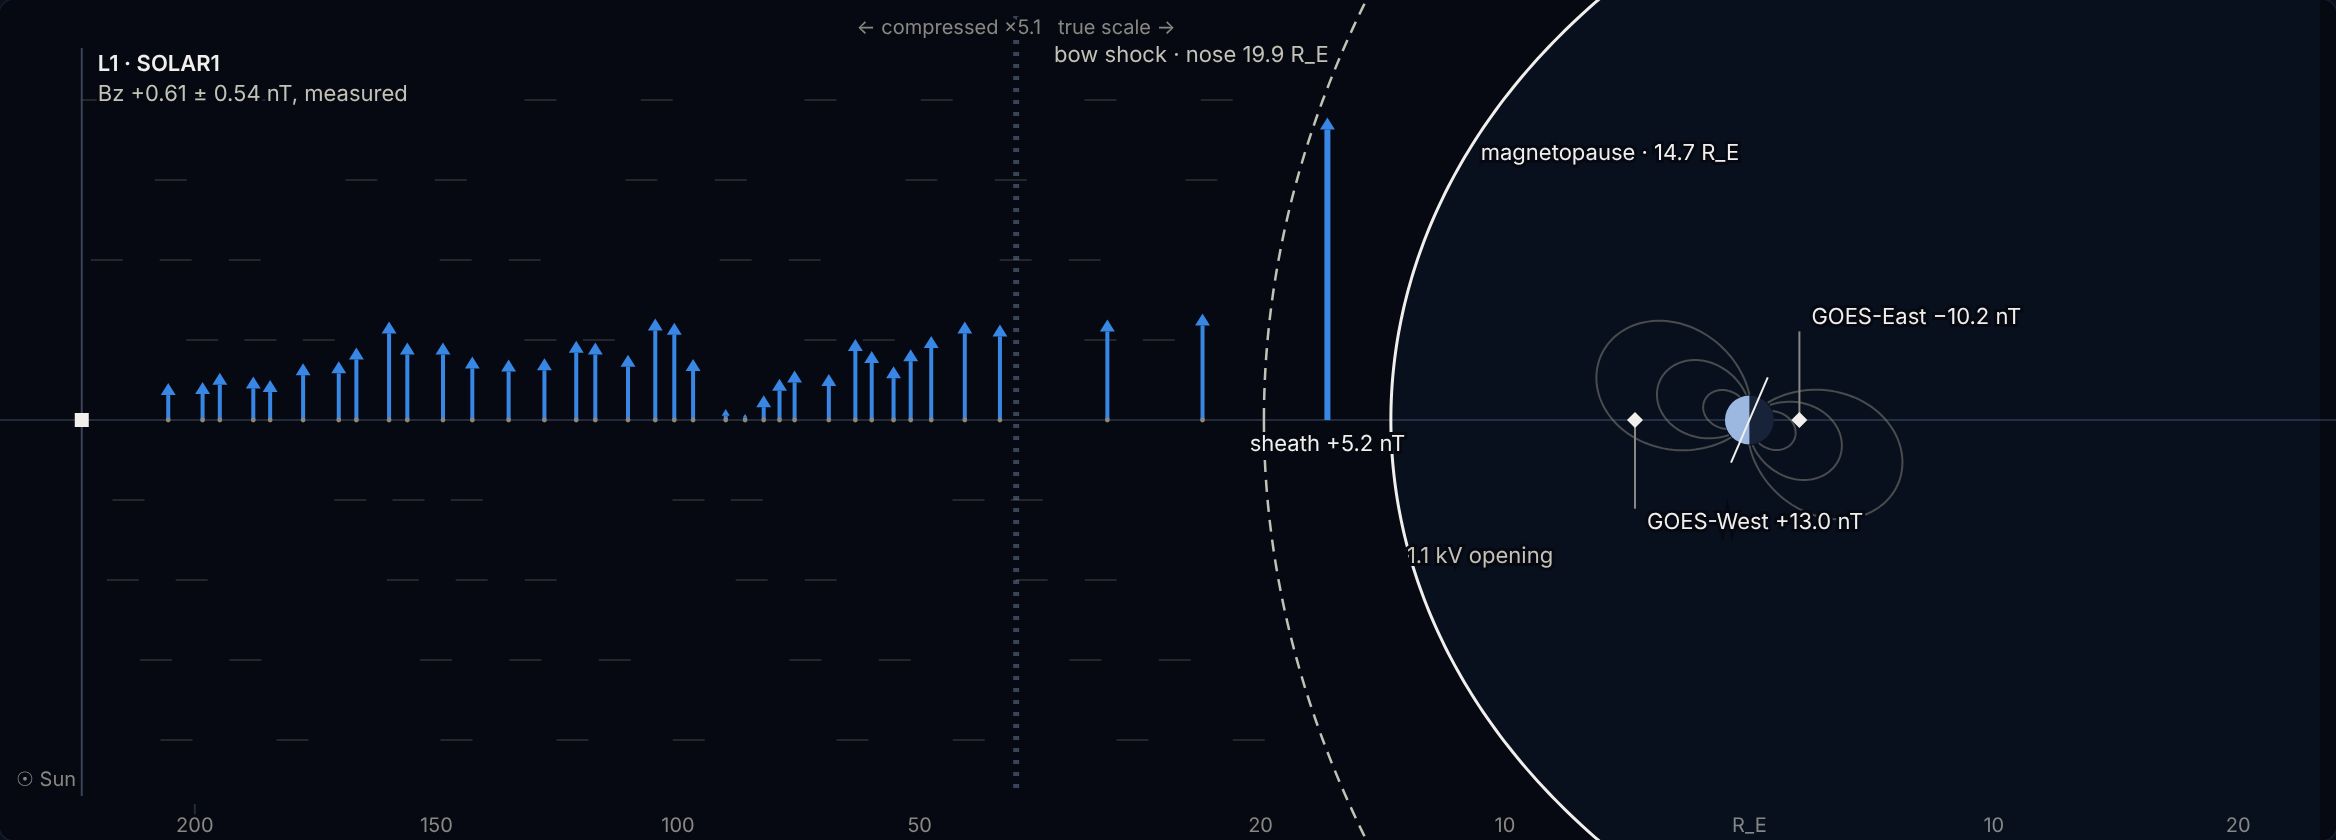 ← compressed ×5.1 true scale →
bow shock · nose 19.9 R_E
L1 · SOLAR1
Bz +0.61 ± 0.54 nT, measured
magnetopause · 14.7 R_E
GOES-East −10.2 nT
sheath +5.2 nT
GOES-West +13.0 nT
1.1 kV opening
☉ Sun
200 150 100 50 20 10 R_E 10 20